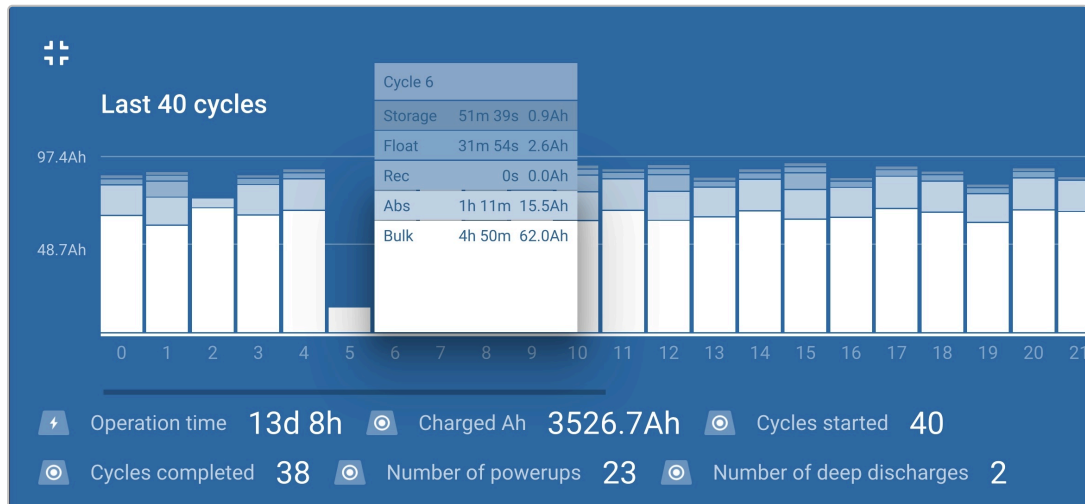 Last 40 cycles
97.4Ah
48.7Ah
Cycle 6
Storage 51m 39s 0.9Ah
Float 31m 54s 2.6Ah
Rec 0s 0.0Ah
Abs 1h 11m 15.5Ah
Bulk 4h 50m 62.0Ah
0 1 2 3 4 5 6 7 8 9 10 11 12 13 14 15 16 17 18 19 20 21
Operation time 13d 8h Charged Ah 3526.7Ah Cycles started 40
Cycles completed 38 Number of powerups 23 Number of deep discharges 2